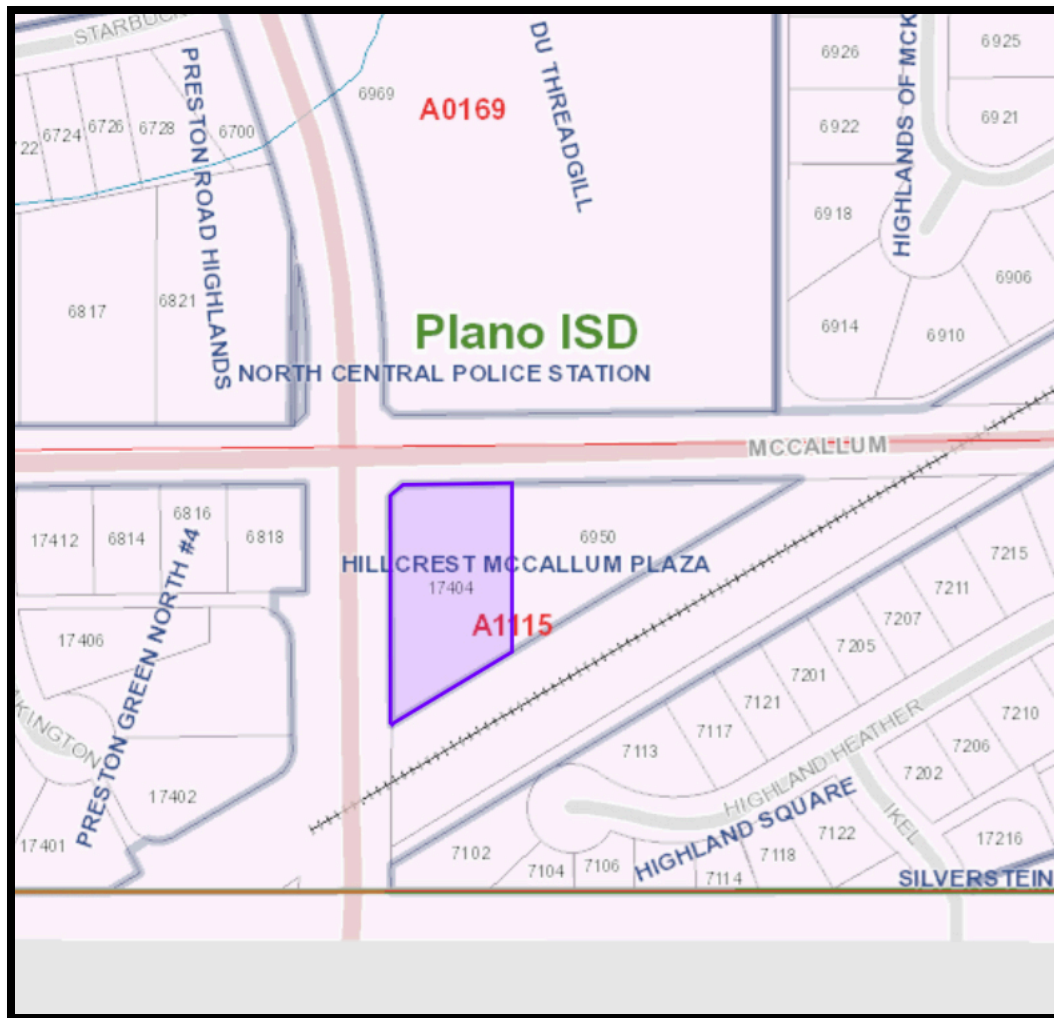 STARBUCK
6926
6925
6969
A0169
DU THREADGILL
PRESTON ROAD HIGHLANDS
HIGHLANDS OF MCK
22
6724
6726
6728
6700
6922
6921
6918
6906
6817
6821
6914
6910
Plano ISD
NORTH CENTRAL POLICE STATION
MCCALLUM
17412
6814
6816
6818
6950
HILLCREST MCCALLUM PLAZA
17404
A1115
7215
7211
7207
7205
7201
7121
7117
7113
17406
PRESTON GREEN NORTH #4
KINGTON
17402
17401
HIGHLAND HEATHER
7210
7206
7202
HIGHLAND SQUARE
IKEL
7122
7118
7114
7102
7104
7106
17216
SILVERSTEIN